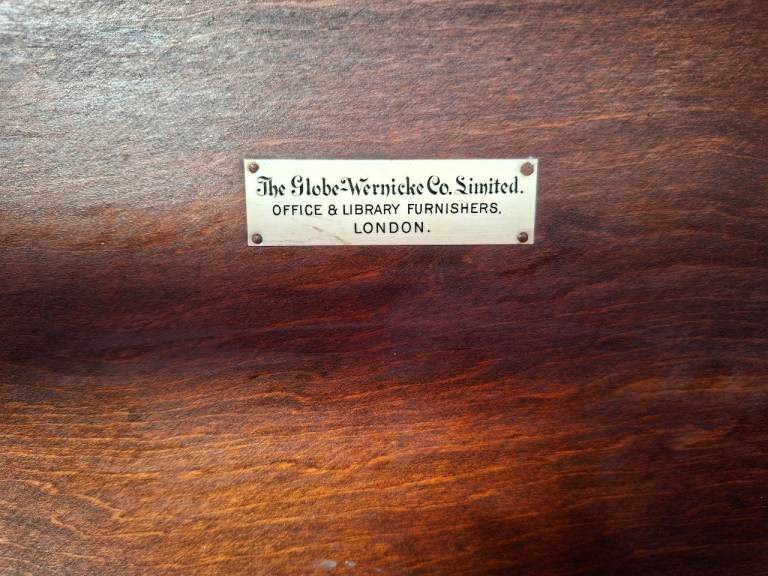 The Globe-Wernicke Co. Limited.
OFFICE & LIBRARY FURNISHERS,
LONDON.